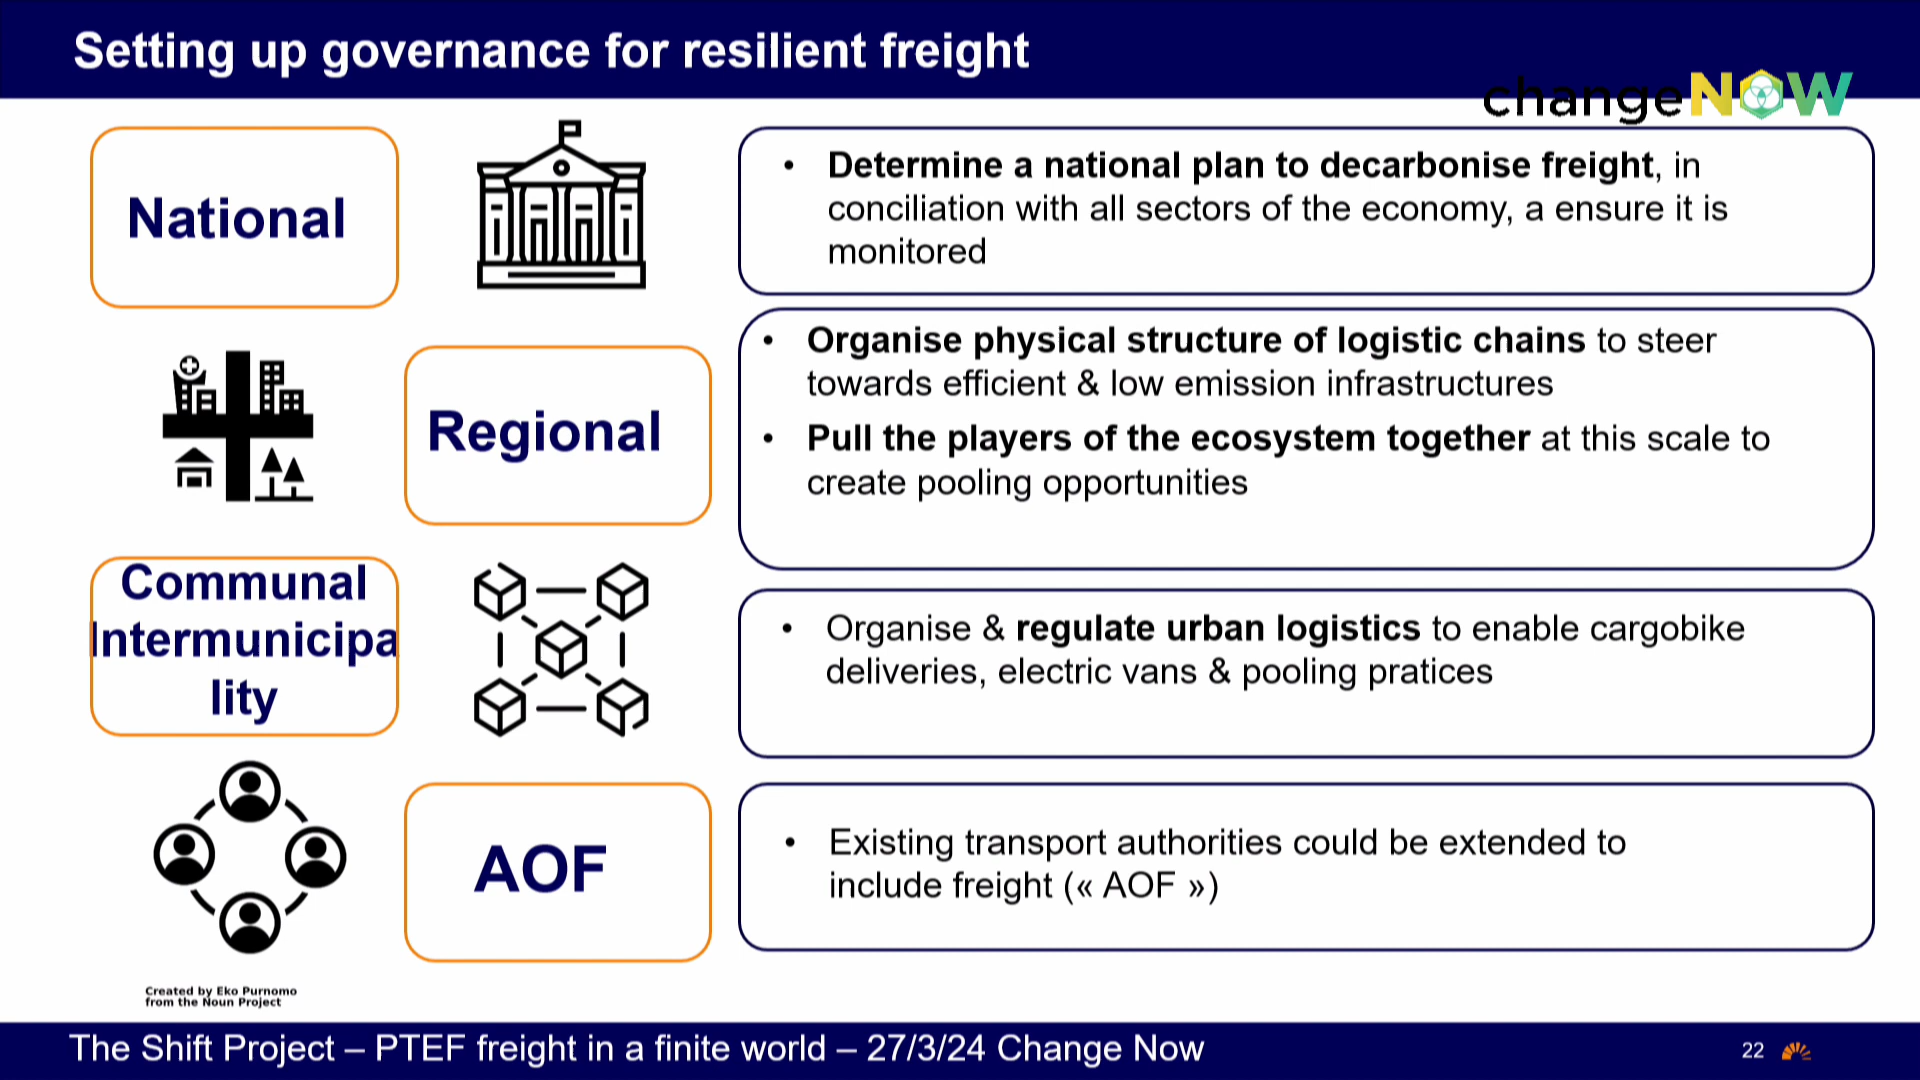 Setting up governance for resilient freight
changeNOW
National
• Determine a national plan to decarbonise freight, in
conciliation with all sectors of the economy, a ensure it is
monitored
Regional
• Organise physical structure of logistic chains to steer
towards efficient & low emission infrastructures
• Pull the players of the ecosystem together at this scale to
create pooling opportunities
Communal
Intermunicipa
lity
• Organise & regulate urban logistics to enable cargobike
deliveries, electric vans & pooling pratices
AOF
• Existing transport authorities could be extended to
include freight (« AOF »)
Created by Eko Purnomo
from the Noun Project
The Shift Project – PTEF freight in a finite world – 27/3/24 Change Now
22